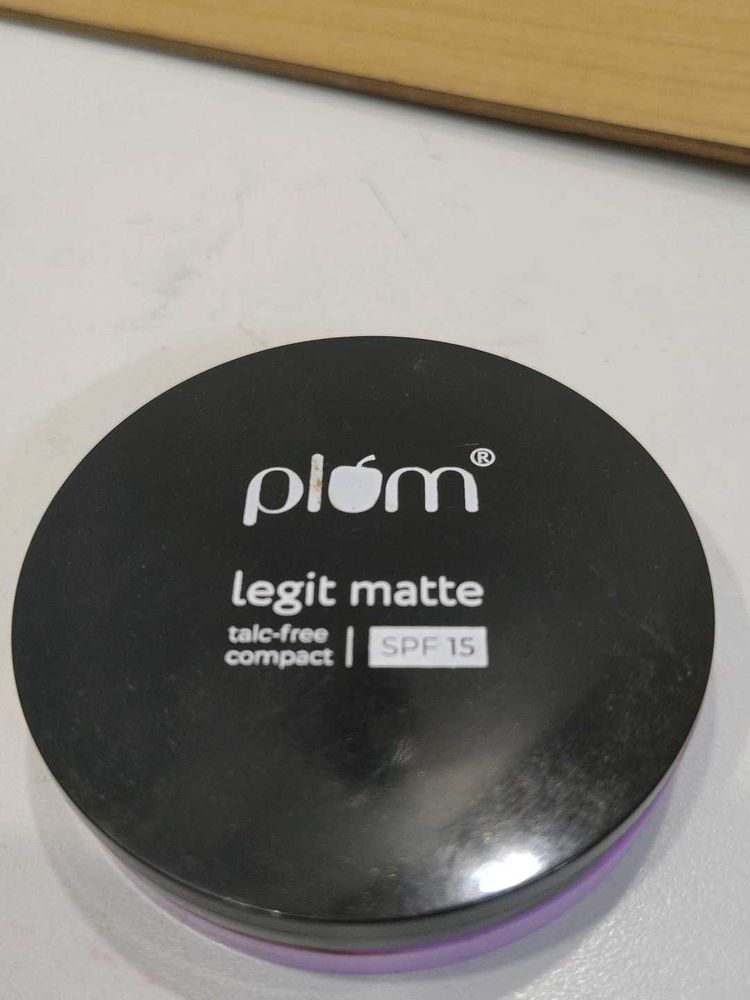 plum®
legit matte
talc-free
compact | SPF 15